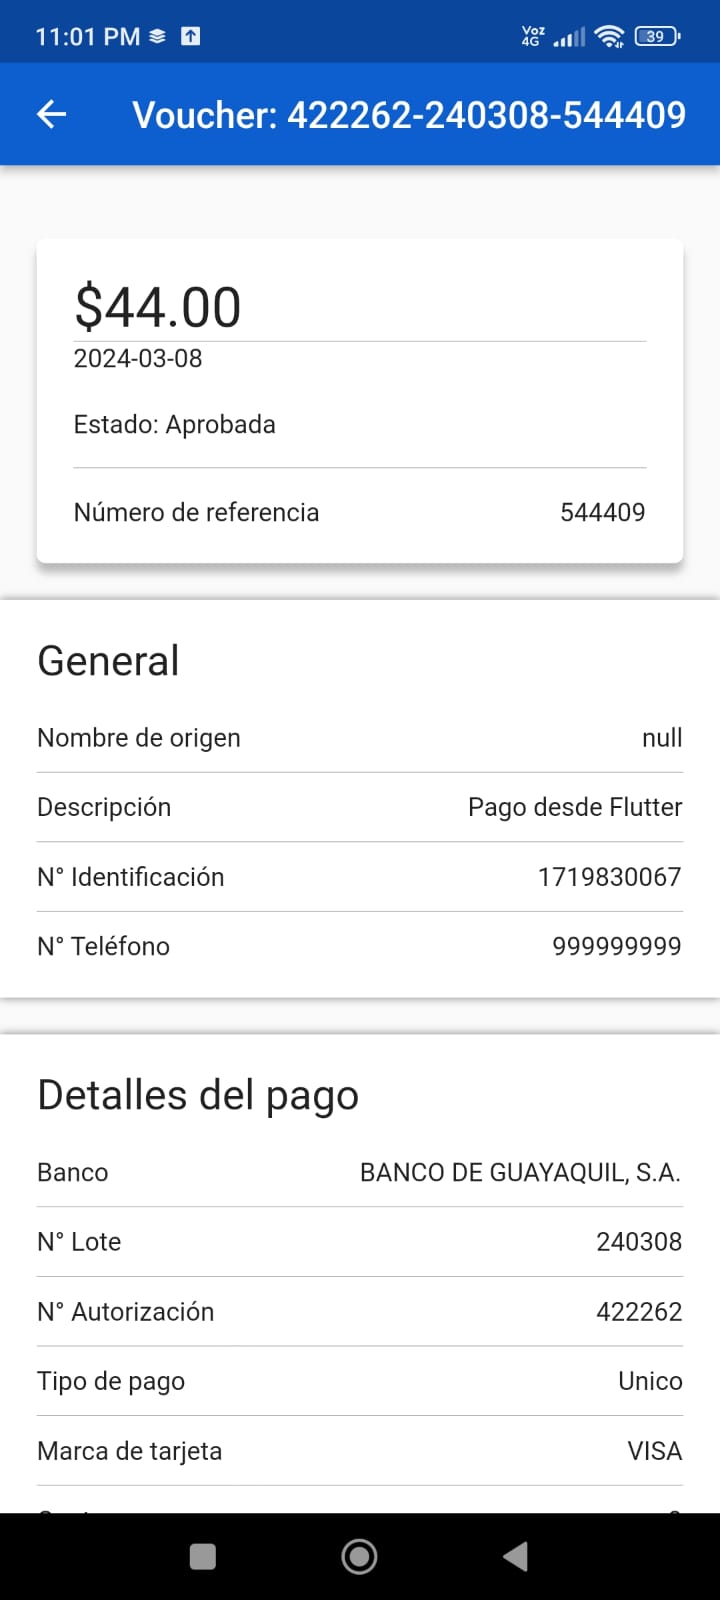 11:01 PM
Voz 4G 39
Voucher: 422262-240308-544409
$44.00
2024-03-08
Estado: Aprobada
Número de referencia 544409
General
Nombre de origen null
Descripción Pago desde Flutter
N° Identificación 1719830067
N° Teléfono 999999999
Detalles del pago
Banco BANCO DE GUAYAQUIL, S.A.
N° Lote 240308
N° Autorización 422262
Tipo de pago Unico
Marca de tarjeta VISA